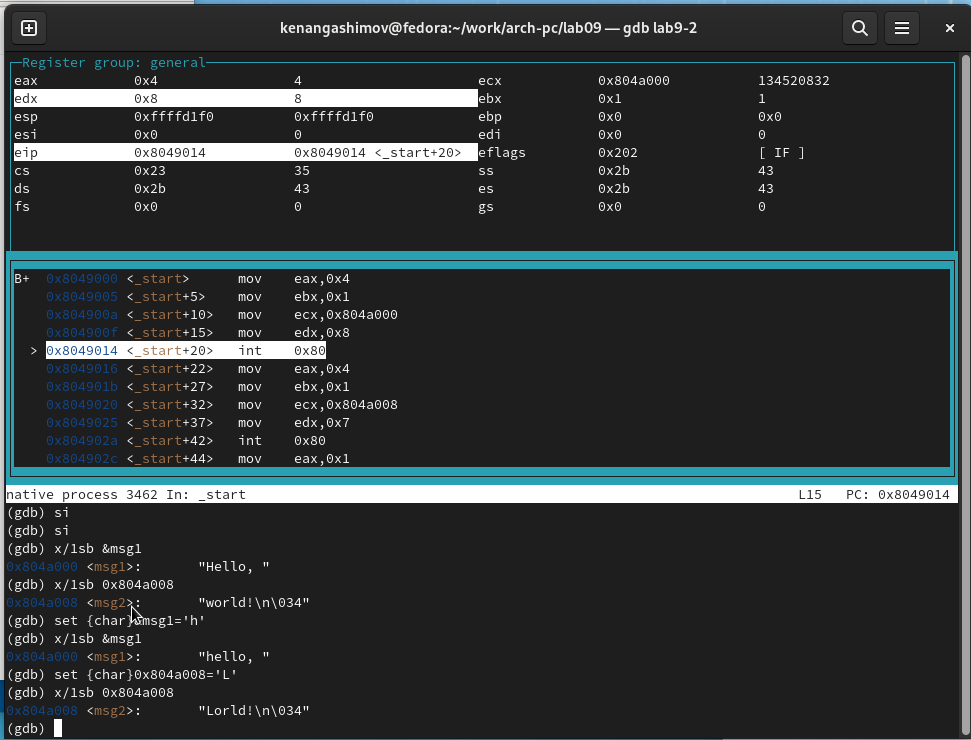 kenangashimov@fedora:~/work/arch-pc/lab09 — gdb lab9-2
Register group: general
eax 0x4 4 ecx 0x804a000 134520832
edx 0x8 8 ebx 0x1 1
esp 0xffffd1f0 0xffffd1f0 ebp 0x0 0x0
esi 0x0 0 edi 0x0 0
eip 0x8049014 0x8049014 <_start+20> eflags 0x202 [ IF ]
cs 0x23 35 ss 0x2b 43
ds 0x2b 43 es 0x2b 43
fs 0x0 0 gs 0x0 0
B+ 0x8049000 <_start> mov eax,0x4
0x8049005 <_start+5> mov ebx,0x1
0x804900a <_start+10> mov ecx,0x804a000
0x804900f <_start+15> mov edx,0x8
> 0x8049014 <_start+20> int 0x80
0x8049016 <_start+22> mov eax,0x4
0x804901b <_start+27> mov ebx,0x1
0x8049020 <_start+32> mov ecx,0x804a008
0x8049025 <_start+37> mov edx,0x7
0x804902a <_start+42> int 0x80
0x804902c <_start+44> mov eax,0x1
native process 3462 In: _start L15 PC: 0x8049014
(gdb) si
(gdb) si
(gdb) x/1sb &msg1
0x804a000 <msg1>: "Hello, "
(gdb) x/1sb 0x804a008
0x804a008 <msg2>: "world!\n\034"
(gdb) set {char}&msg1='h'
(gdb) x/1sb &msg1
0x804a000 <msg1>: "hello, "
(gdb) set {char}0x804a008='L'
(gdb) x/1sb 0x804a008
0x804a008 <msg2>: "Lorld!\n\034"
(gdb)